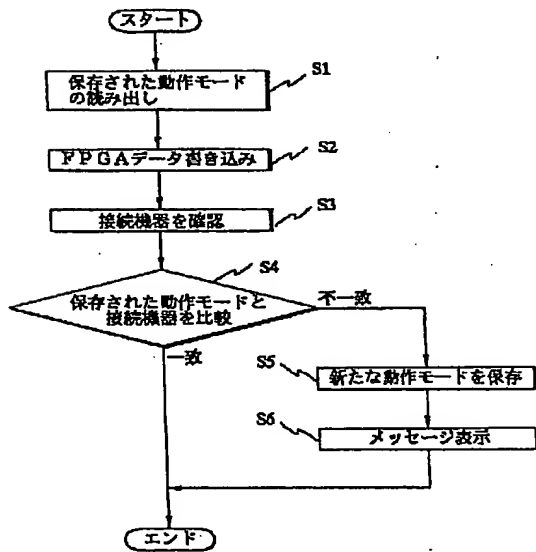 スタート
保存された動作モード
の読み出し
S1
FPGAデータ書き込み
S2
接続機器を確認
S3
S4
保存された動作モードと
接続機器を比較
不一致
一致
S5
新たな動作モードを保存
S6
メッセージ表示
エンド